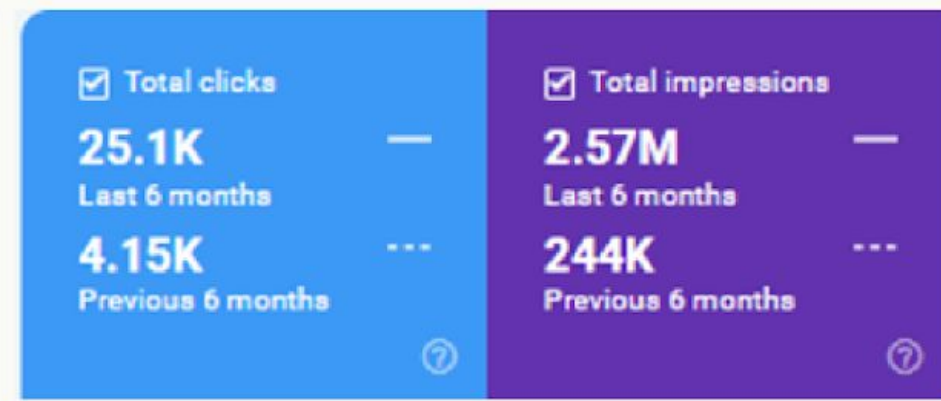 Total clicks
25.1K
Last 6 months
4.15K
Previous 6 months
Total impressions
2.57M
Last 6 months
244K
Previous 6 months